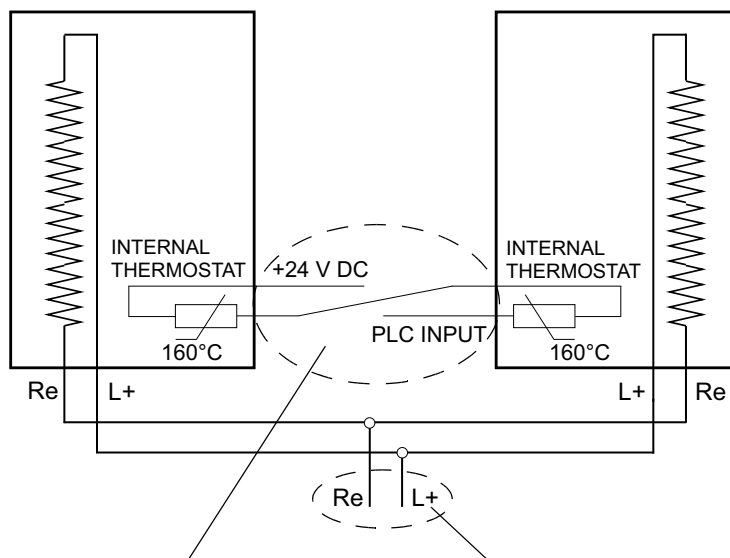 INTERNAL
THERMOSTAT
+24 V DC
INTERNAL
THERMOSTAT
PLC INPUT
160°C
160°C
Re
L+
L+
Re
Re
L+